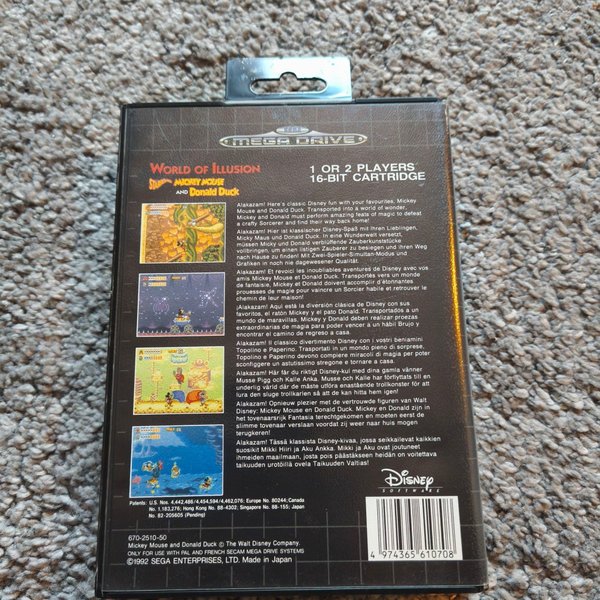 SEGA
MEGA DRIVE
WORLD OF ILLUSION
Starring MICKEY MOUSE
AND Donald Duck
1 OR 2 PLAYERS
16-BIT CARTRIDGE
Alakazam! Here's classic Disney fun with your favourites, Mickey
Mouse and Donald Duck. Transported into a world of wonder,
Mickey and Donald must perform amazing feats of magic to defeat
a crafty Sorcerer and find their way back home!
Alakazam! Hier ist klassischer Disney-Spaß mit Ihren Lieblingen,
Micky Maus und Donald Duck. In eine Wunderwelt versetzt,
müssen Micky und Donald verblüffende Zauberkunststücke
vollbringen, um einen listigen Zauberer zu besiegen und ihren Weg
nach Hause zu finden! Mit Zwei-Spieler-Simultan-Modus und
Grafiken in noch nie dagewesener Qualität.
Alakazam! Et revoici les inoubliables aventures de Disney avec vos
amis Mickey Mouse et Donald Duck. Transportés vers un monde
de fantaisie, Mickey et Donald doivent accomplir d'étonnantes
prouesses de magie pour vaincre un Sorcier habile et retrouver le
chemin de leur maison!
¡Alakazam! Aquí está la diversión clásica de Disney con sus
favoritos, el ratón Mickey y el pato Donald. Transportados a un
mundo de maravillas, Mickey y Donald deben realizar proezas
extraordinarias de magia para poder vencer a un hábil Brujo y
encontrar el camino de regreso a casa.
Alakazam! Il classico divertimento Disney con i vostri beniamini
Topolino e Paperino. Trasportati in un mondo pieno di sorprese,
Topolino e Paperino devono compiere miracoli di magia per poter
sconfiggere un astutissimo stregone e tornare a casa.
Alakazam! Här får du riktigt Disney-kul med dina gamla vänner
Musse Pigg och Kalle Anka. Musse och Kalle har förflyttats till en
underlig värld där de måste utföra enastående trollkonster för att
lura den sluge trollkarlen så att de kan hitta hem igen!
Alakazam! Opnieuw plezier met de vertrouwde figuren van Walt
Disney: Mickey Mouse en Donald Duck. Mickey en Donald zijn in
het tovenaarsrijk Fantasia terechtgekomen en moeten eerst de
slimme tovenaar verslaan voordat zij weer naar huis mogen
terugkeren!
Alakazam! Tässä klassista Disney-kivaa, jossa seikkailevat kaikkien
suosikit Mikki Hiiri ja Aku Ankka. Mikki ja Aku ovat joutuneet
ihmeiden maailmaan, josta pois päästäkseen heidän on voitettava
taikuuden urotöillä ovela Taikuuden Valtias!
Patents: U.S. Nos. 4,442,486/4,454,594/4,462,076; Europe No. 80244; Canada
No. 1,183,276; Hong Kong No. 88-4302; Singapore No. 88-155; Japan
No. 82-205605 (Pending)
Disney
SOFTWARE
670-2510-50
Mickey Mouse and Donald Duck © The Walt Disney Company.
ONLY FOR USE WITH PAL AND FRENCH SECAM MEGA DRIVE SYSTEMS
©1992 SEGA ENTERPRISES, LTD. Made in Japan
4 974365 610708